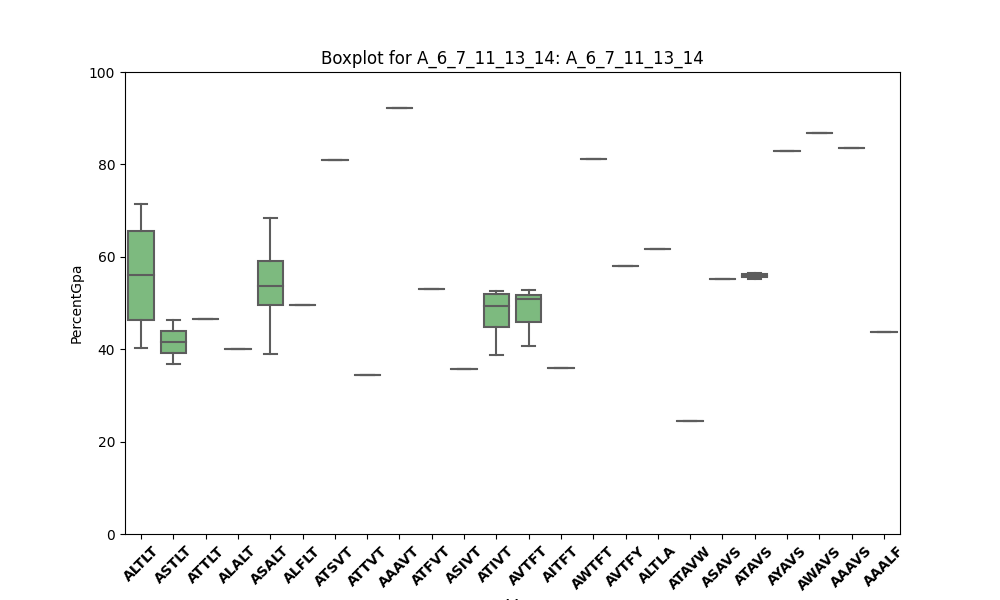 Boxplot for A_6_7_11_13_14: A_6_7_11_13_14
100
80
60
40
20
0
PercentGpa
ALTLT
ASTLT
ATTLT
ALALT
ASALT
ALFLT
ATSVT
ATTVT
AAAVT
ATFVT
ASIVT
ATIVT
AVTFT
AITFT
AWTFT
AVTFY
ALTLA
ATAVW
ASAVS
ATAVS
AYAVS
AWAVS
AAAVS
AAALF